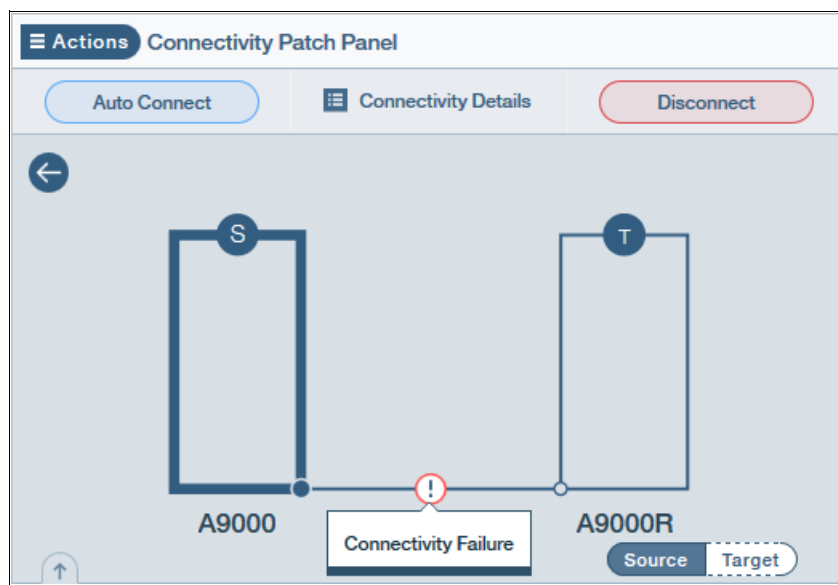 Actions Connectivity Patch Panel
Auto Connect Connectivity Details Disconnect
S T
A9000 ! A9000R
Connectivity Failure
Source Target